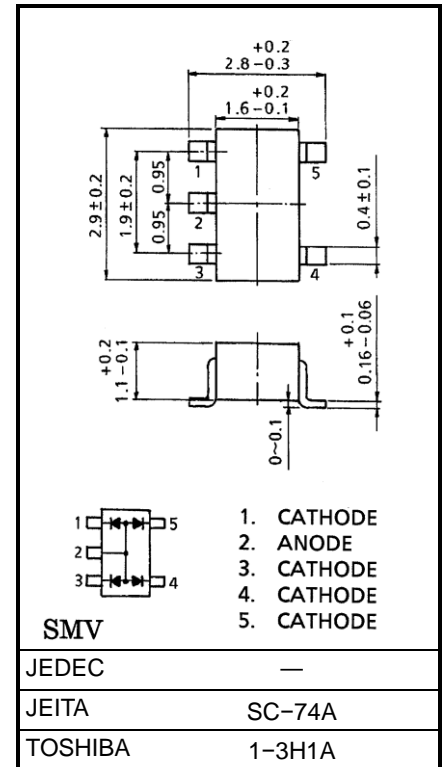 +0.2
2.8−0.3
+0.2
1.6−0.1
1
5
2
3
4
2.9±0.2
1.9±0.2
0.95
0.95
0.4±0.1
+0.2
1.1−0.1
+0.1
0.16−0.06
0~0.1
1
5
2
3
4
1. CATHODE
2. ANODE
3. CATHODE
4. CATHODE
5. CATHODE
SMV
JEDEC —
JEITA SC−74A
TOSHIBA 1−3H1A